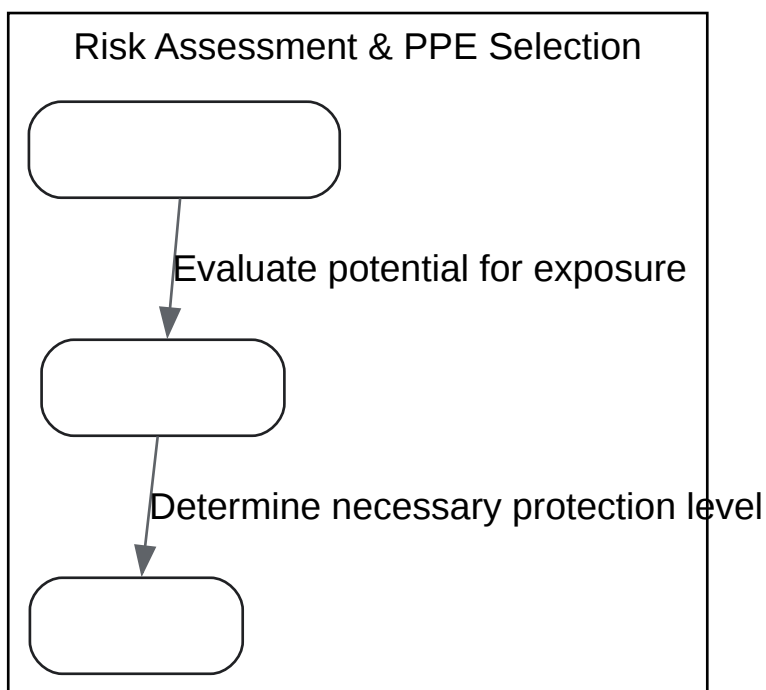 Risk Assessment & PPE Selection
Evaluate potential for exposure
Determine necessary protection level